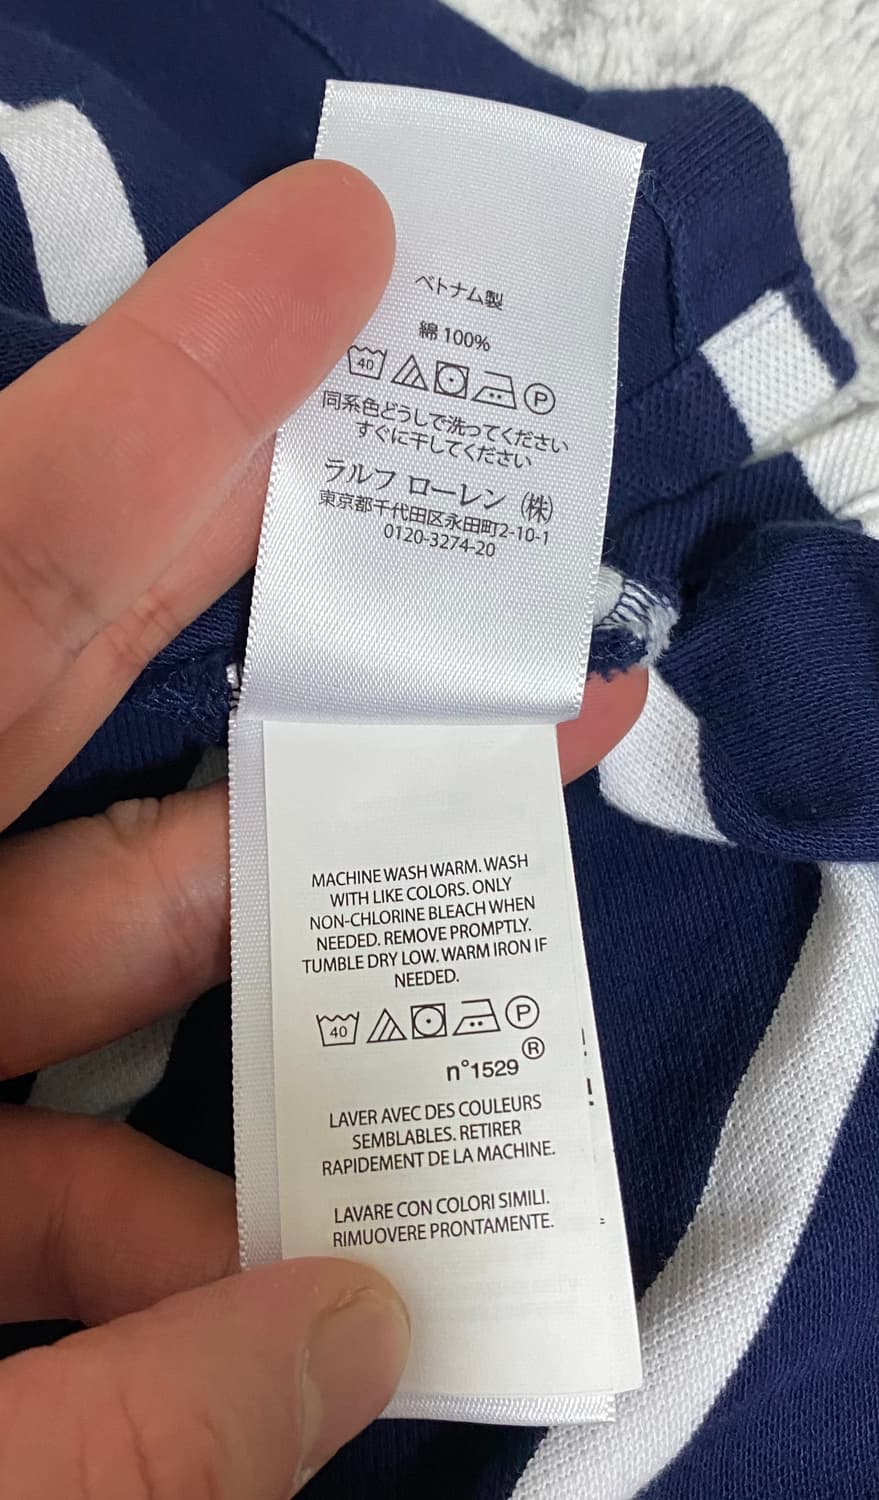 ベトナム製
綿 100%
40 P
同系色どうしで洗ってください
すぐに干してください
ラルフ ローレン (株)
東京都千代田区永田町2-10-1
0120-3274-20
MACHINE WASH WARM. WASH
WITH LIKE COLORS. ONLY
NON-CHLORINE BLEACH WHEN
NEEDED. REMOVE PROMPTLY.
TUMBLE DRY LOW. WARM IRON IF
NEEDED.
40 P
®
n°1529
LAVER AVEC DES COULEURS
SEMBLABLES. RETIRER
RAPIDEMENT DE LA MACHINE.
LAVARE CON COLORI SIMILI.
RIMUOVERE PRONTAMENTE.